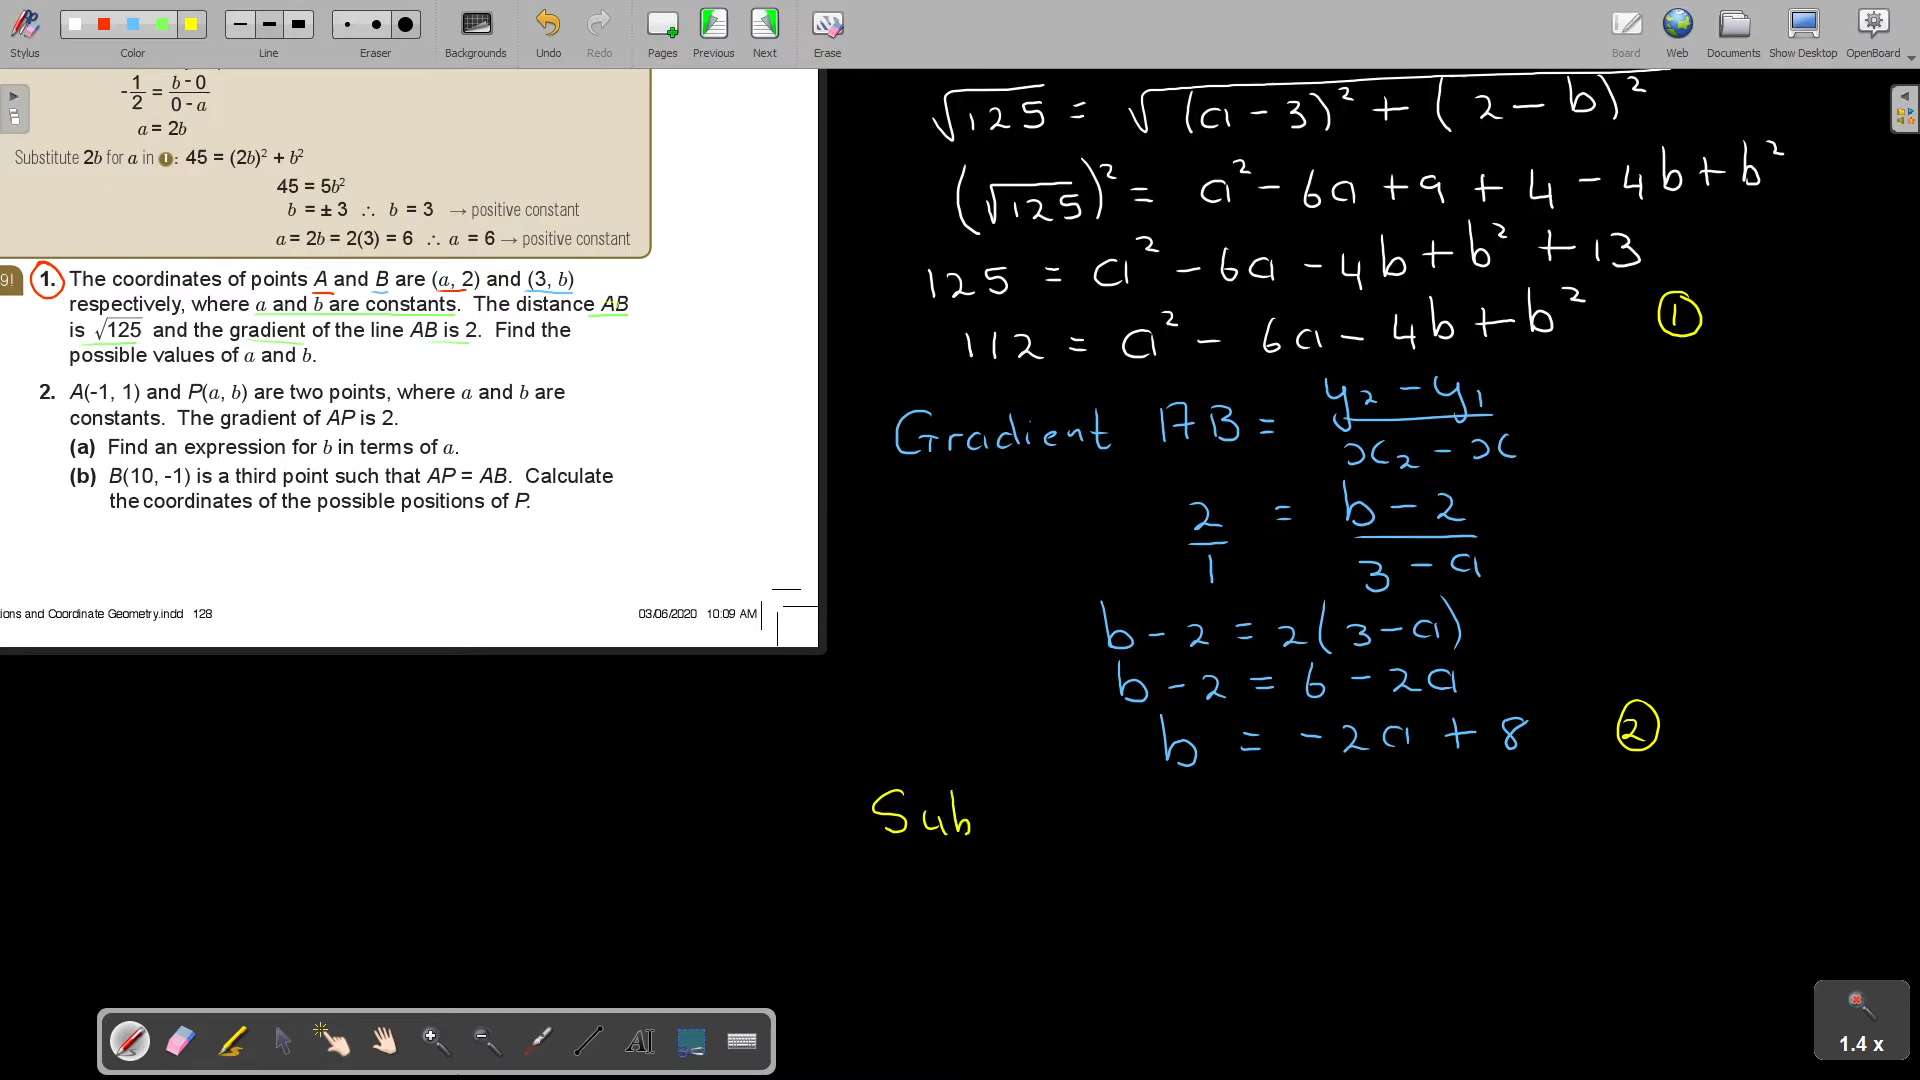 Stylus
Color
Line
Eraser
Backgrounds
Undo
Redo
Pages
Previous
Next
Erase
Board
Web
Documents
Show Desktop
OpenBoard
-1/2 = b - 0/0 - a
a = 2b
Substitute 2b for a in 1: 45 = (2b)² + b²
45 = 5b²
b = ± 3 ∴ b = 3 → positive constant
a = 2b = 2(3) = 6 ∴ a = 6 → positive constant
9!
1. The coordinates of points A and B are (a, 2) and (3, b)
respectively, where a and b are constants. The distance AB
is √125 and the gradient of the line AB is 2. Find the
possible values of a and b.
2. A(-1, 1) and P(a, b) are two points, where a and b are
constants. The gradient of AP is 2.
(a) Find an expression for b in terms of a.
(b) B(10, -1) is a third point such that AP = AB. Calculate
the coordinates of the possible positions of P.
ions and Coordinate Geometry.indd 128
03/06/2020 10:09 AM
√125 = √(a - 3)² + (2 - b)²
(√125)² = a² - 6a + 9 + 4 - 4b + b²
125 = a² - 6a - 4b + b² + 13
112 = a² - 6a - 4b + b² ①
Gradient AB = y₂ - y₁/x₂ - x
2/1 = b - 2/3 - a
b - 2 = 2(3 - a)
b - 2 = 6 - 2a
b = -2a + 8 ②
Sub
1.4 x